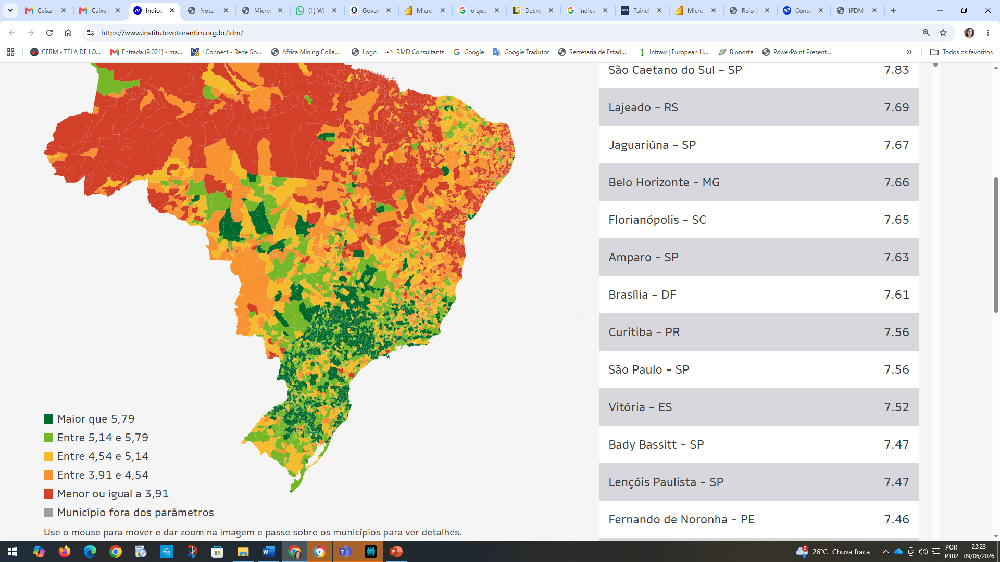 Caixa
Caixa
Índice
Nota-
Micros
(1) Wh
Gover
Micros
o que
Decret
indica
Painel
Micros
Raio-X
Conce
IFDM-
https://www.institutovotorantim.org.br/idm/
CERM - TELA DE LO...
Entrada (9.021) - ma...
I Connect - Rede So...
Africa Mining Colla...
Logo
RMD Consultants
Google
Google Tradutor
Secretaria de Estad...
Intraw | European U...
Bionorte
PowerPoint Present...
Todos os favoritos
São Caetano do Sul - SP 7.83
Lajeado - RS 7.69
Jaguariúna - SP 7.67
Belo Horizonte - MG 7.66
Florianópolis - SC 7.65
Amparo - SP 7.63
Brasília - DF 7.61
Curitiba - PR 7.56
São Paulo - SP 7.56
Vitória - ES 7.52
Bady Bassitt - SP 7.47
Lençóis Paulista - SP 7.47
Fernando de Noronha - PE 7.46
Maior que 5,79
Entre 5,14 e 5,79
Entre 4,54 e 5,14
Entre 3,91 e 4,54
Menor ou igual a 3,91
Município fora dos parâmetros
Use o mouse para mover e dar zoom na imagem e passe sobre os municípios para ver detalhes.
2
26°C Chuva fraca
POR
PTB2
22:23
09/06/2026